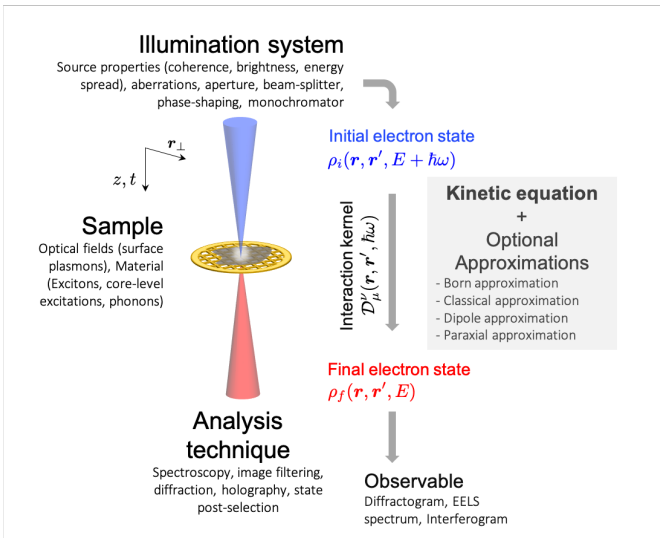 Illumination system
Source properties (coherence, brightness, energy
spread), aberrations, aperture, beam-splitter,
phase-shaping, monochromator
r⊥
z, t
Sample
Optical fields (surface
plasmons), Material
(Excitons, core-level
excitations, phonons)
Analysis
technique
Spectroscopy, image filtering,
diffraction, holography, state
post-selection
Initial electron state
ρᵢ(r, r′, E + ħω)
Interaction kernel
𝒟^ν_μ(r, r′, ħω)
Kinetic equation
+
Optional
Approximations
- Born approximation
- Classical approximation
- Dipole approximation
- Paraxial approximation
Final electron state
ρ_f(r, r′, E)
Observable
Diffractogram, EELS
spectrum, Interferogram